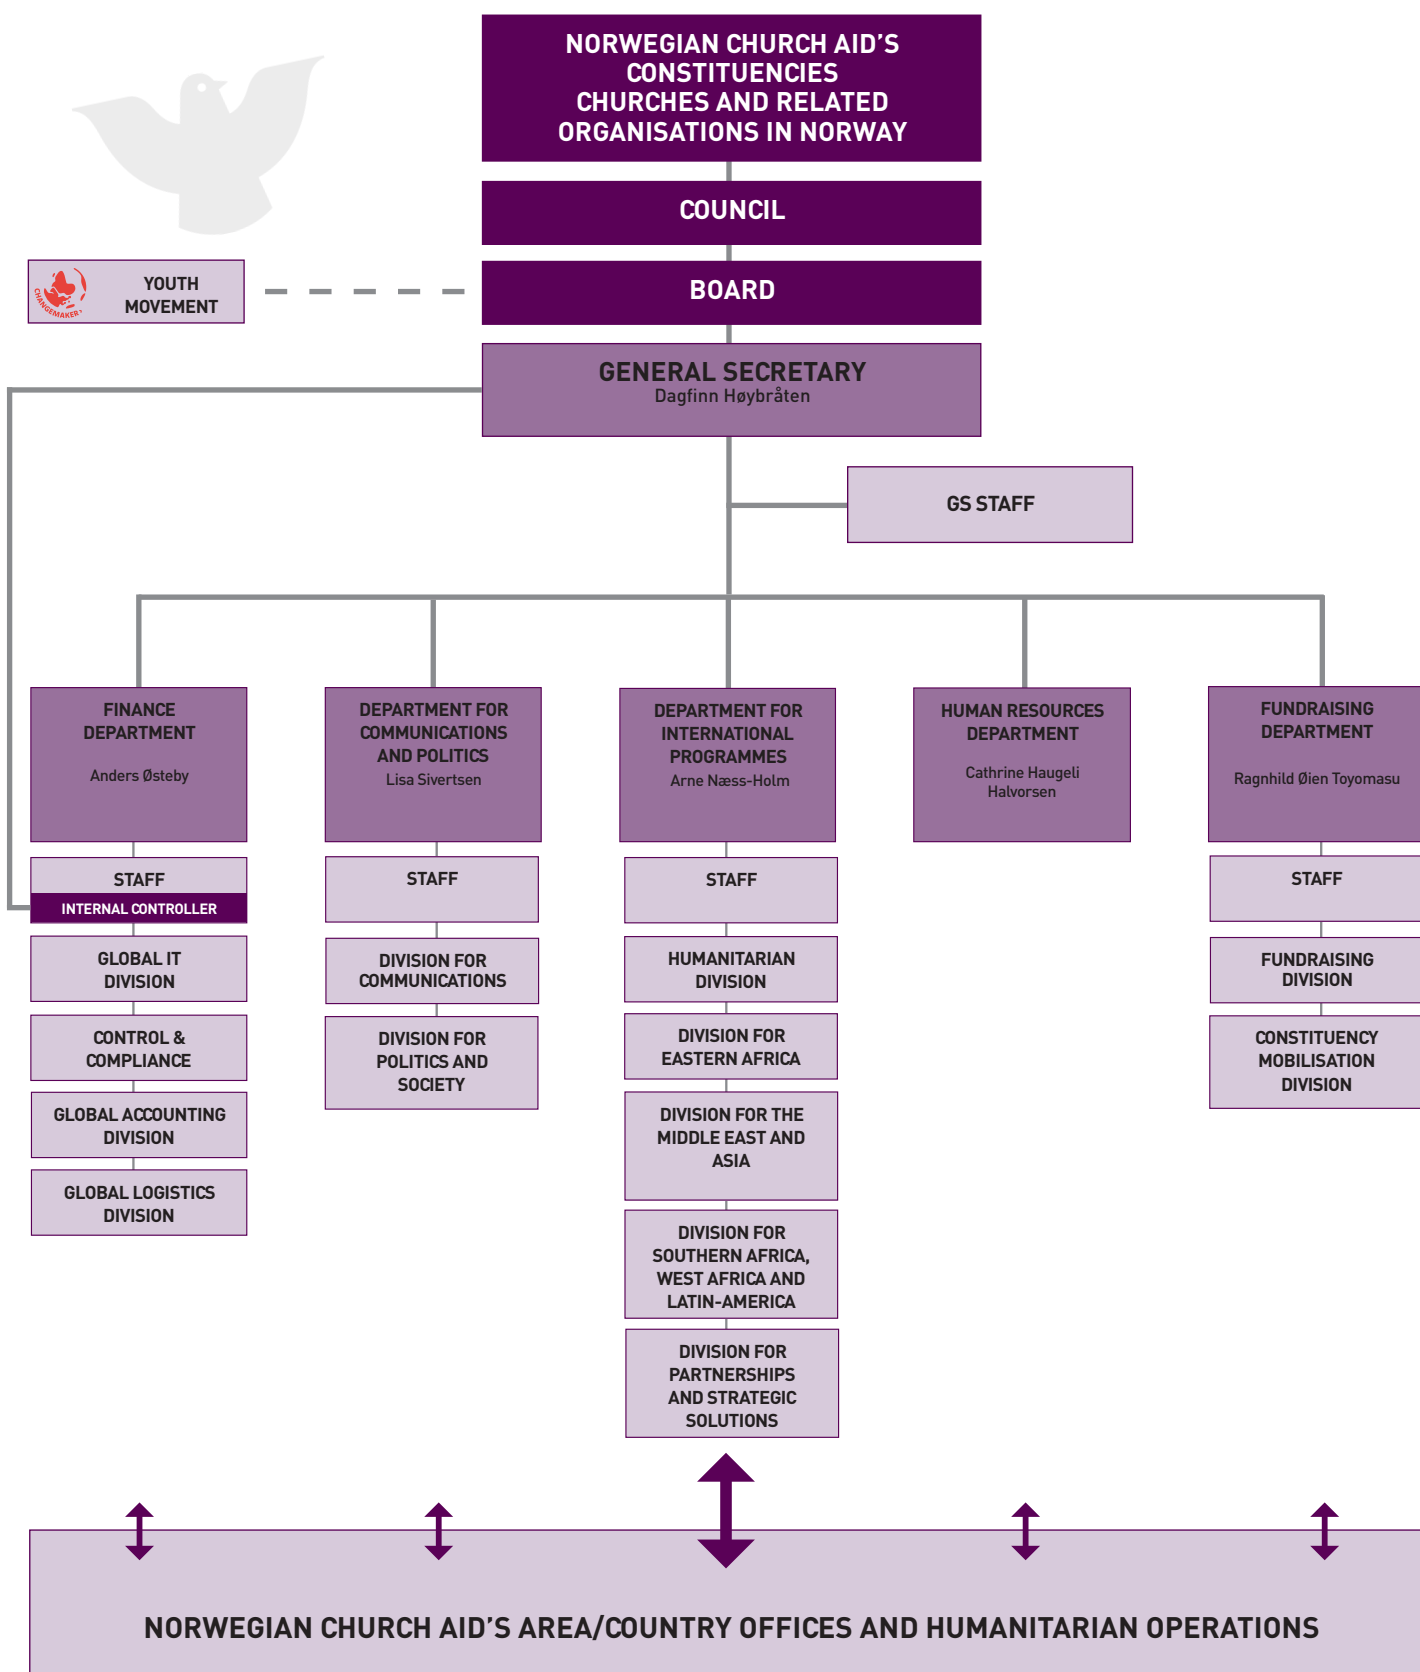 NORWEGIAN CHURCH AID'S
CONSTITUENCIES
CHURCHES AND RELATED
ORGANISATIONS IN NORWAY
COUNCIL
BOARD
YOUTH
MOVEMENT
CHANGEMAKER
GENERAL SECRETARY
Dagfinn Høybråten
GS STAFF
FINANCE
DEPARTMENT
Anders Østeby
STAFF
INTERNAL CONTROLLER
GLOBAL IT
DIVISION
CONTROL &
COMPLIANCE
GLOBAL ACCOUNTING
DIVISION
GLOBAL LOGISTICS
DIVISION
DEPARTMENT FOR
COMMUNICATIONS
AND POLITICS
Lisa Sivertsen
STAFF
DIVISION FOR
COMMUNICATIONS
DIVISION FOR
POLITICS AND
SOCIETY
DEPARTMENT FOR
INTERNATIONAL
PROGRAMMES
Arne Næss-Holm
STAFF
HUMANITARIAN
DIVISION
DIVISION FOR
EASTERN AFRICA
DIVISION FOR THE
MIDDLE EAST AND
ASIA
DIVISION FOR
SOUTHERN AFRICA,
WEST AFRICA AND
LATIN-AMERICA
DIVISION FOR
PARTNERSHIPS
AND STRATEGIC
SOLUTIONS
HUMAN RESOURCES
DEPARTMENT
Cathrine Haugeli
Halvorsen
FUNDRAISING
DEPARTMENT
Ragnhild Øien Toyomasu
STAFF
FUNDRAISING
DIVISION
CONSTITUENCY
MOBILISATION
DIVISION
NORWEGIAN CHURCH AID'S AREA/COUNTRY OFFICES AND HUMANITARIAN OPERATIONS